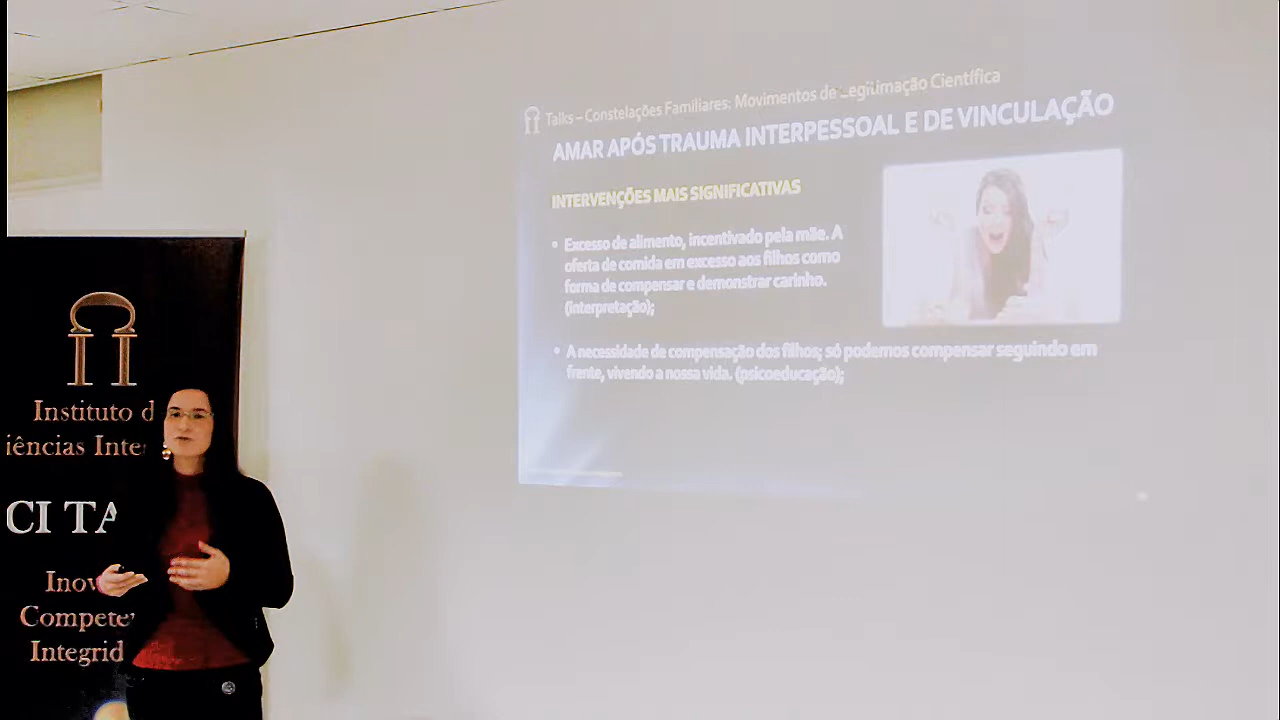 Talks – Constelações Familiares: Movimentos de Legitimação Científica
AMAR APÓS TRAUMA INTERPESSOAL E DE VINCULAÇÃO
INTERVENÇÕES MAIS SIGNIFICATIVAS
• Excesso de alimento, incentivado pela mãe. A
oferta de comida em excesso aos filhos como
forma de compensar e demonstrar carinho.
(interpretação);
• A necessidade de compensação dos filhos; só podemos compensar seguindo em
frente, vivendo a nossa vida. (psicoeducação);
Instituto d
iências Inte
CI TA
Inov
Compete
Integrid